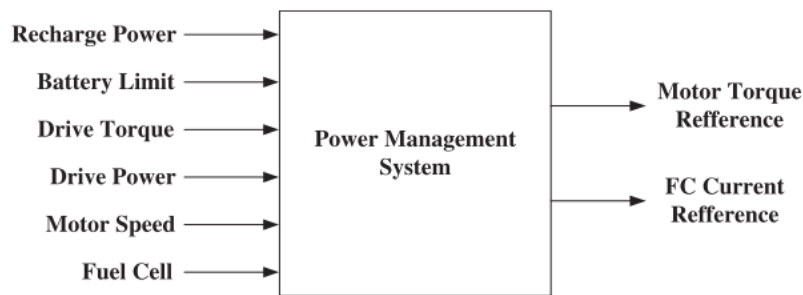 Recharge Power
Battery Limit
Drive Torque
Drive Power
Motor Speed
Fuel Cell
Power Management
System
Motor Torque
Refference
FC Current
Refference